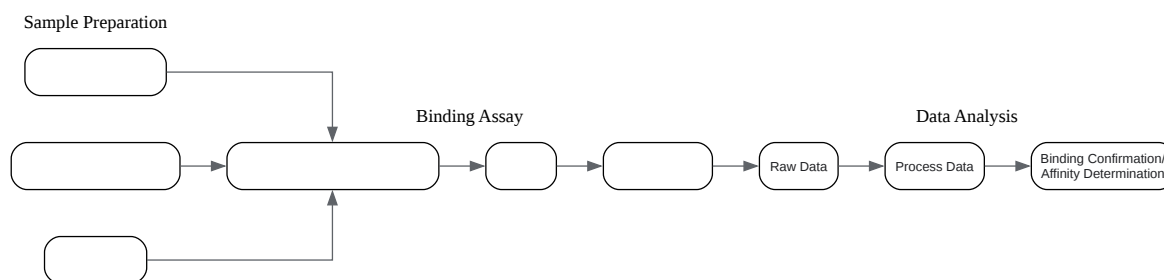 Sample Preparation
Binding Assay
Data Analysis
Raw Data
Process Data
Binding Confirmation/
Affinity Determination